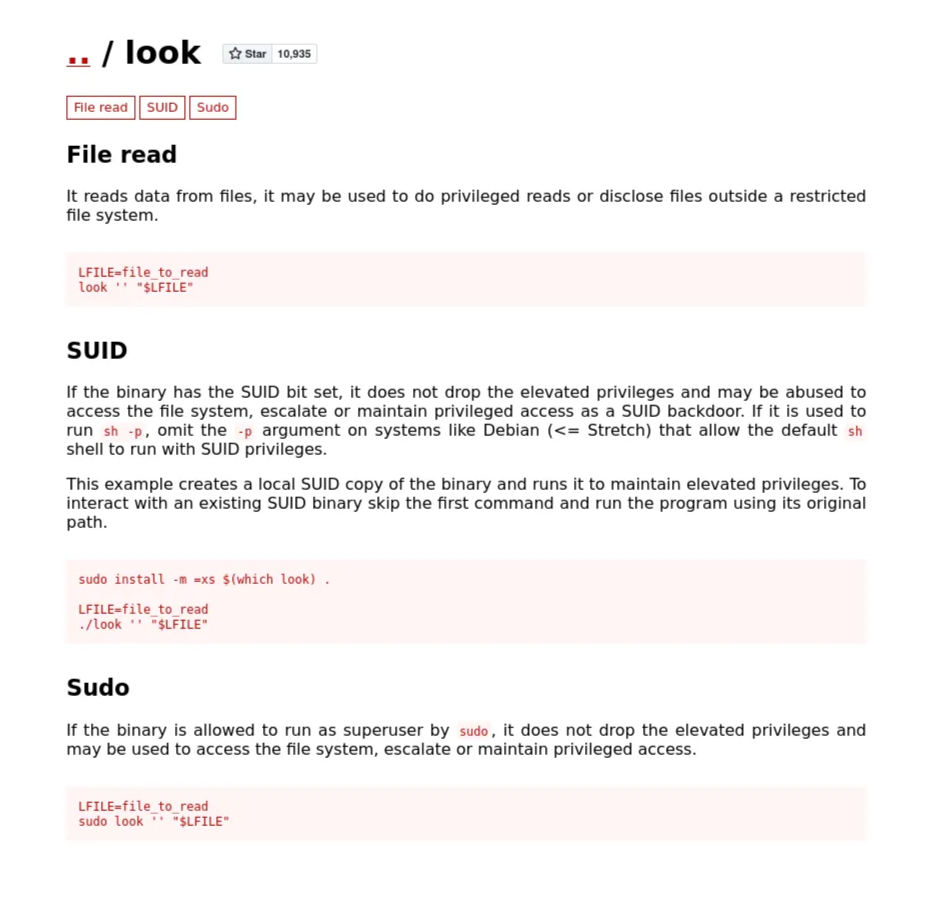 .. / look
Star 10,935
File read SUID Sudo
File read
It reads data from files, it may be used to do privileged reads or disclose files outside a restricted
file system.
LFILE=file_to_read
look '' "$LFILE"
SUID
If the binary has the SUID bit set, it does not drop the elevated privileges and may be abused to
access the file system, escalate or maintain privileged access as a SUID backdoor. If it is used to
run sh -p, omit the -p argument on systems like Debian (<= Stretch) that allow the default sh
shell to run with SUID privileges.
This example creates a local SUID copy of the binary and runs it to maintain elevated privileges. To
interact with an existing SUID binary skip the first command and run the program using its original
path.
sudo install -m =xs $(which look) .
LFILE=file_to_read
./look '' "$LFILE"
Sudo
If the binary is allowed to run as superuser by sudo, it does not drop the elevated privileges and
may be used to access the file system, escalate or maintain privileged access.
LFILE=file_to_read
sudo look '' "$LFILE"